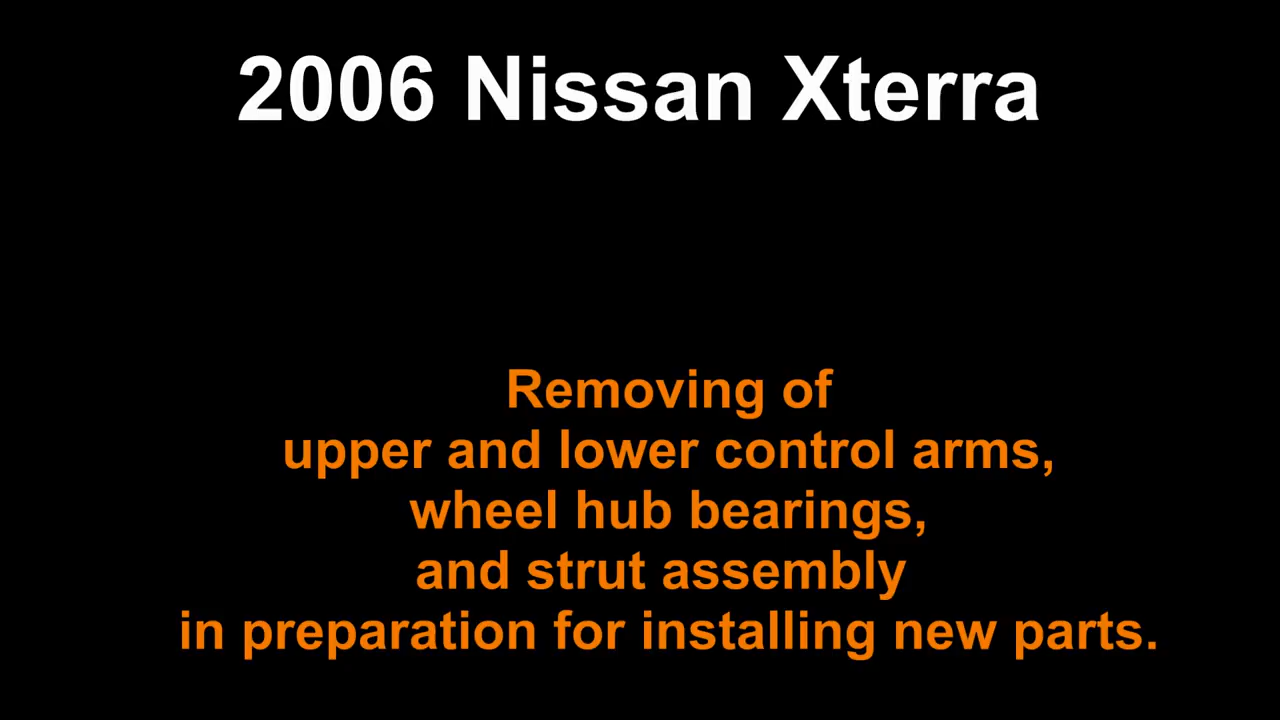 2006 Nissan Xterra
Removing of
upper and lower control arms,
wheel hub bearings,
and strut assembly
in preparation for installing new parts.